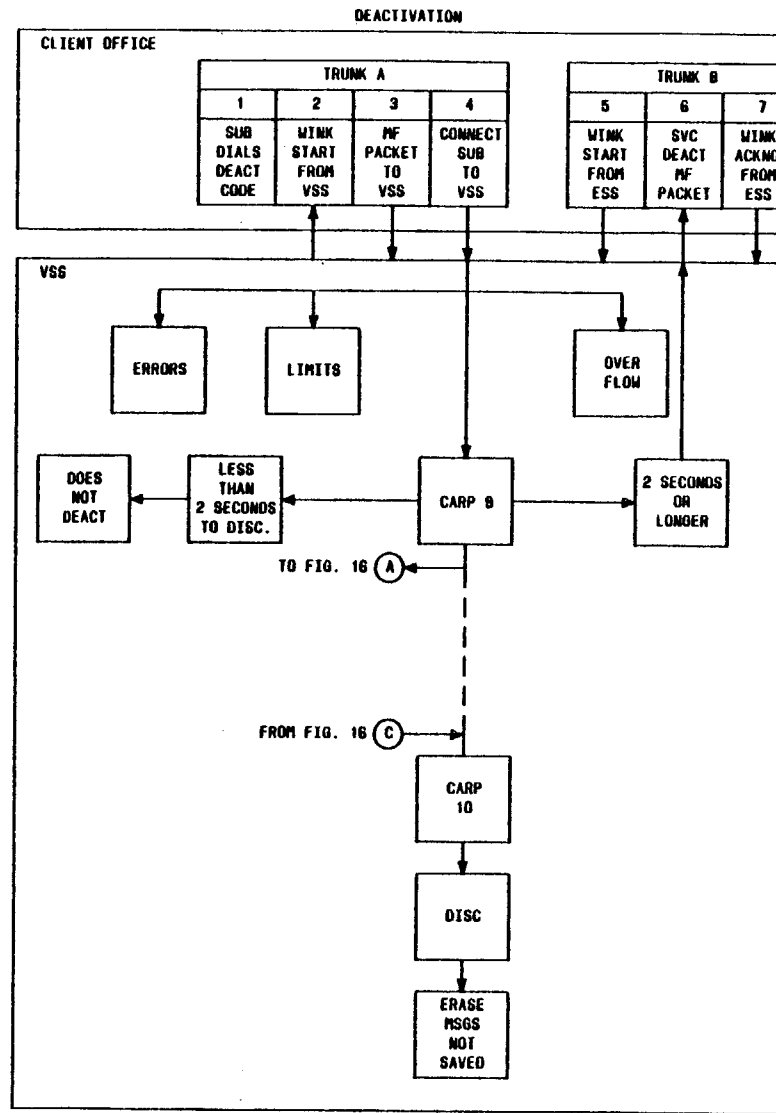 DEACTIVATION
CLIENT OFFICE
TRUNK A
TRUNK B
1
2
3
4
5
6
7
SUB
DIALS
DEACT
CODE
WINK
START
FROM
VSS
MF
PACKET
TO
VSS
CONNECT
SUB
TO
VSS
WINK
START
FROM
ESS
SVC
DEACT
MF
PACKET
WINK
ACKNO
FROM
ESS
VSS
ERRORS
LIMITS
OVER
FLOW
DOES
NOT
DEACT
LESS
THAN
2 SECONDS
TO DISC.
CARP 9
2 SECONDS
OR
LONGER
TO FIG. 16 A
FROM FIG. 16 C
CARP
10
DISC
ERASE
MSGS
NOT
SAVED